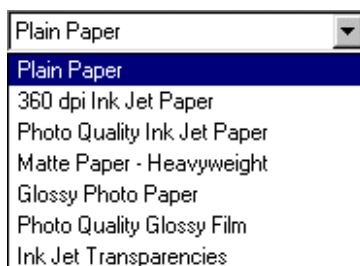 Plain Paper
Plain Paper
360 dpi Ink Jet Paper
Photo Quality Ink Jet Paper
Matte Paper - Heavyweight
Glossy Photo Paper
Photo Quality Glossy Film
Ink Jet Transparencies